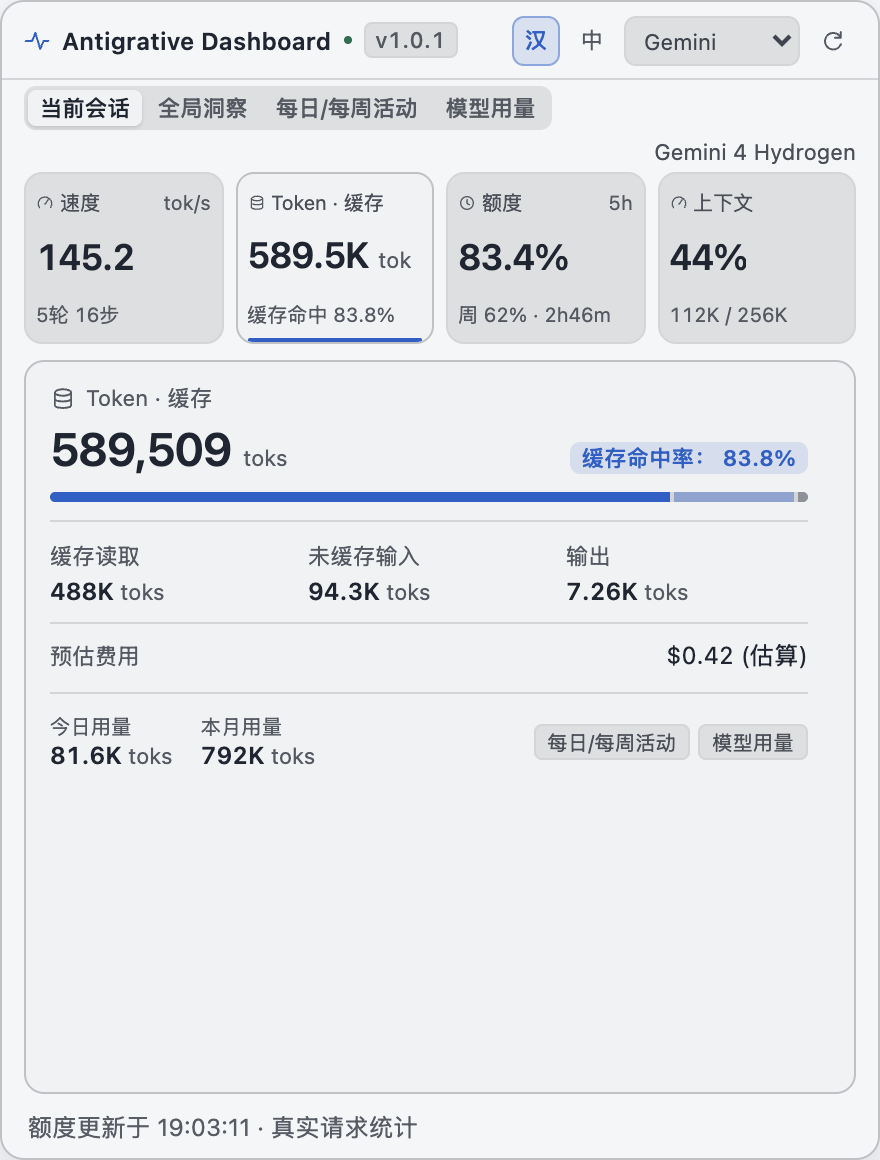 Antigrative Dashboard v1.0.1 汉 中 Gemini
当前会话 全局洞察 每日/每周活动 模型用量
Gemini 4 Hydrogen
速度 tok/s
145.2
5轮 16步
Token · 缓存
589.5K tok
缓存命中 83.8%
额度 5h
83.4%
周 62% · 2h46m
上下文
44%
112K / 256K
Token · 缓存
589,509 toks
缓存命中率： 83.8%
缓存读取 未缓存输入 输出
488K toks 94.3K toks 7.26K toks
预估费用 $0.42 (估算)
今日用量 本月用量
81.6K toks 792K toks
每日/每周活动 模型用量
额度更新于 19:03:11 · 真实请求统计